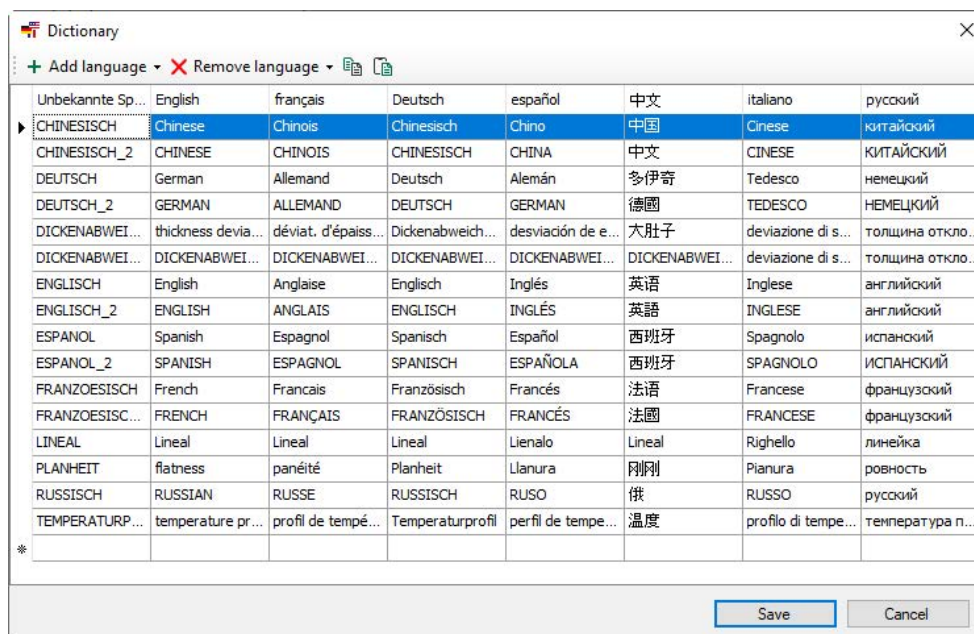 Dictionary
Add language Remove language
Unbekannte Sp... English français Deutsch español 中文 italiano русский
CHINESISCH Chinese Chinois Chinesisch Chino 中国 Cinese китайский
CHINESISCH_2 CHINESE CHINOIS CHINESISCH CHINA 中文 CINESE КИТАЙСКИЙ
DEUTSCH German Allemand Deutsch Alemán 多伊奇 Tedesco немецкий
DEUTSCH_2 GERMAN ALLEMAND DEUTSCH GERMAN 德國 TEDESCO НЕМЕЦКИЙ
DICKENABWEI... thickness devia... déviat. d'épaiss... Dickenabweich... desviación de e... 大肚子 deviazione di s... толщина откло...
DICKENABWEI... DICKENABWEI... DICKENABWEI... DICKENABWEI... DICKENABWEI... DICKENABWEI... deviazione di s... толщина откло...
ENGLISCH English Anglaise Englisch Inglés 英语 Inglese английский
ENGLISCH_2 ENGLISH ANGLAIS ENGLISCH INGLÉS 英語 INGLESE английский
ESPANOL Spanish Espagnol Spanisch Español 西班牙 Spagnolo испанский
ESPANOL_2 SPANISH ESPAGNOL SPANISCH ESPAÑOLA 西班牙 SPAGNOLO ИСПАНСКИЙ
FRANZOESISCH French Francais Französisch Francés 法语 Francese французский
FRANZOESISC... FRENCH FRANÇAIS FRANZÖSISCH FRANCÉS 法國 FRANCESE французский
LINEAL Lineal Lineal Lineal Lienalo Lineal Righello линейка
PLANHEIT flatness panéité Planheit Llanura 刚刚 Pianura ровность
RUSSISCH RUSSIAN RUSSE RUSSISCH RUSO 俄 RUSSO русский
TEMPERATURP... temperature pr... profil de tempé... Temperaturprofil perfil de tempe... 温度 profilo di tempe... температура п...
Save Cancel